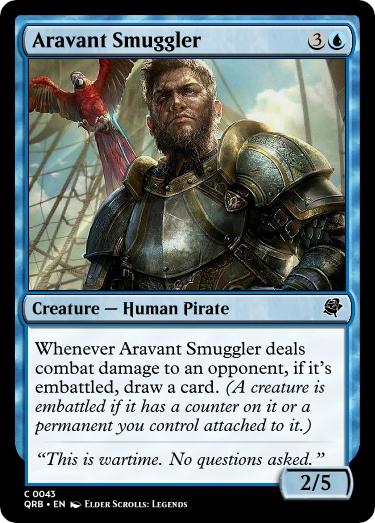 Aravant Smuggler 3
Creature — Human Pirate
Whenever Aravant Smuggler deals
combat damage to an opponent, if it's
embattled, draw a card. (A creature is
embattled if it has a counter on it or a
permanent you control attached to it.)
“This is wartime. No questions asked.”
2/5
C 0043
QRB • EN Elder Scrolls: Legends